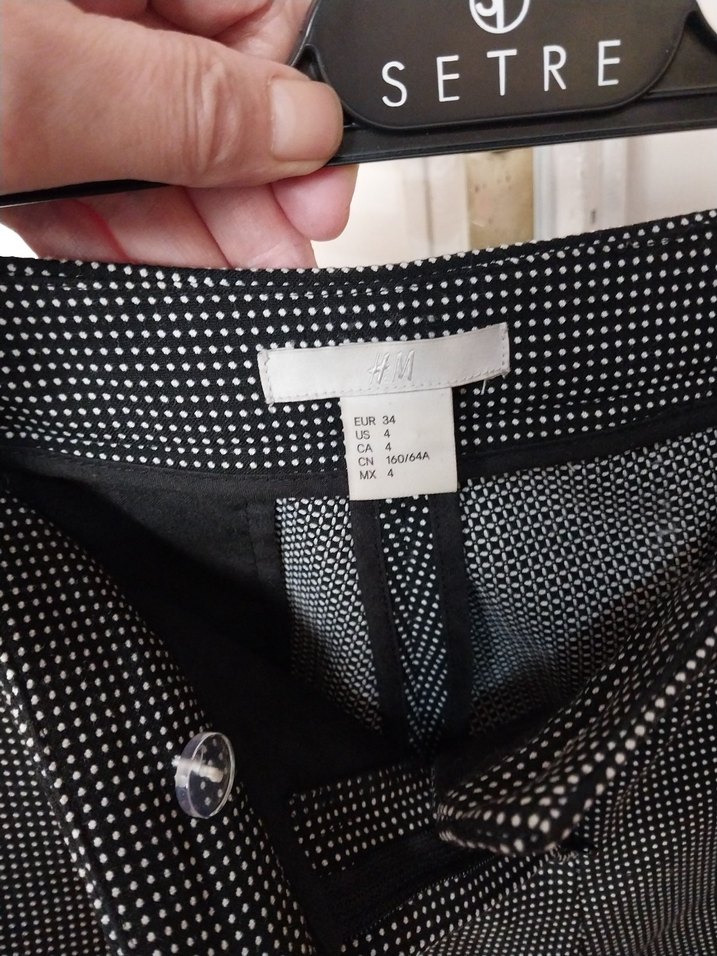 SETRE
H&M
EUR 34
US 4
CA 4
CN 160/64A
MX 4